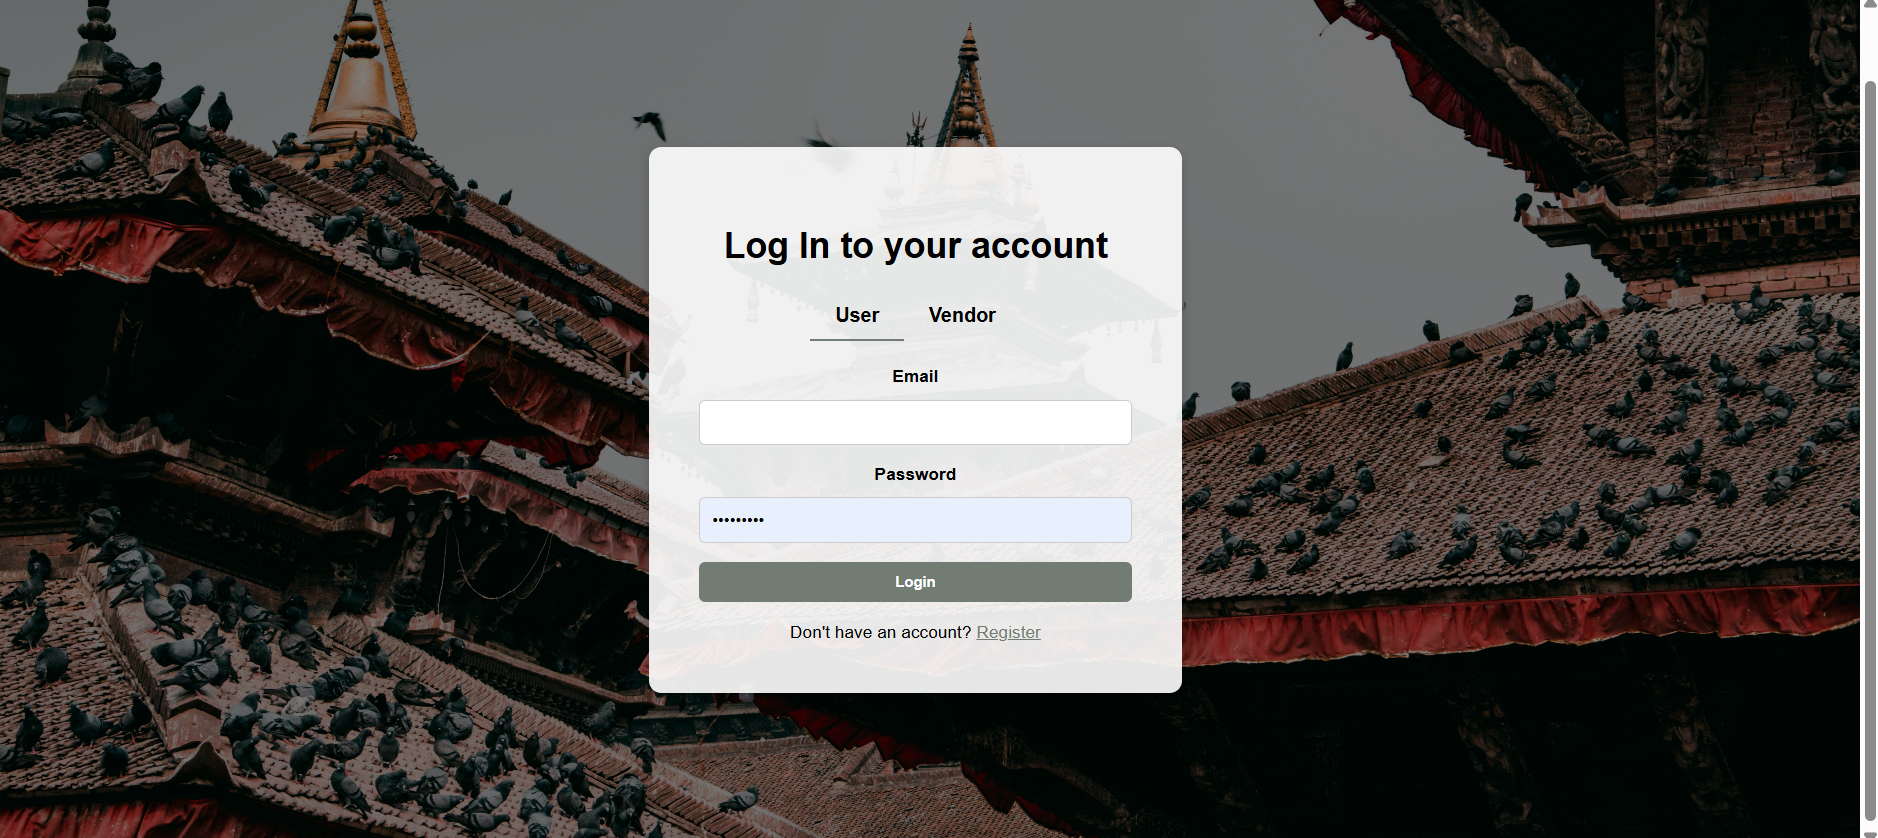 Log In to your account
User Vendor
Email
Password
•••••••••
Login
Don't have an account? Register